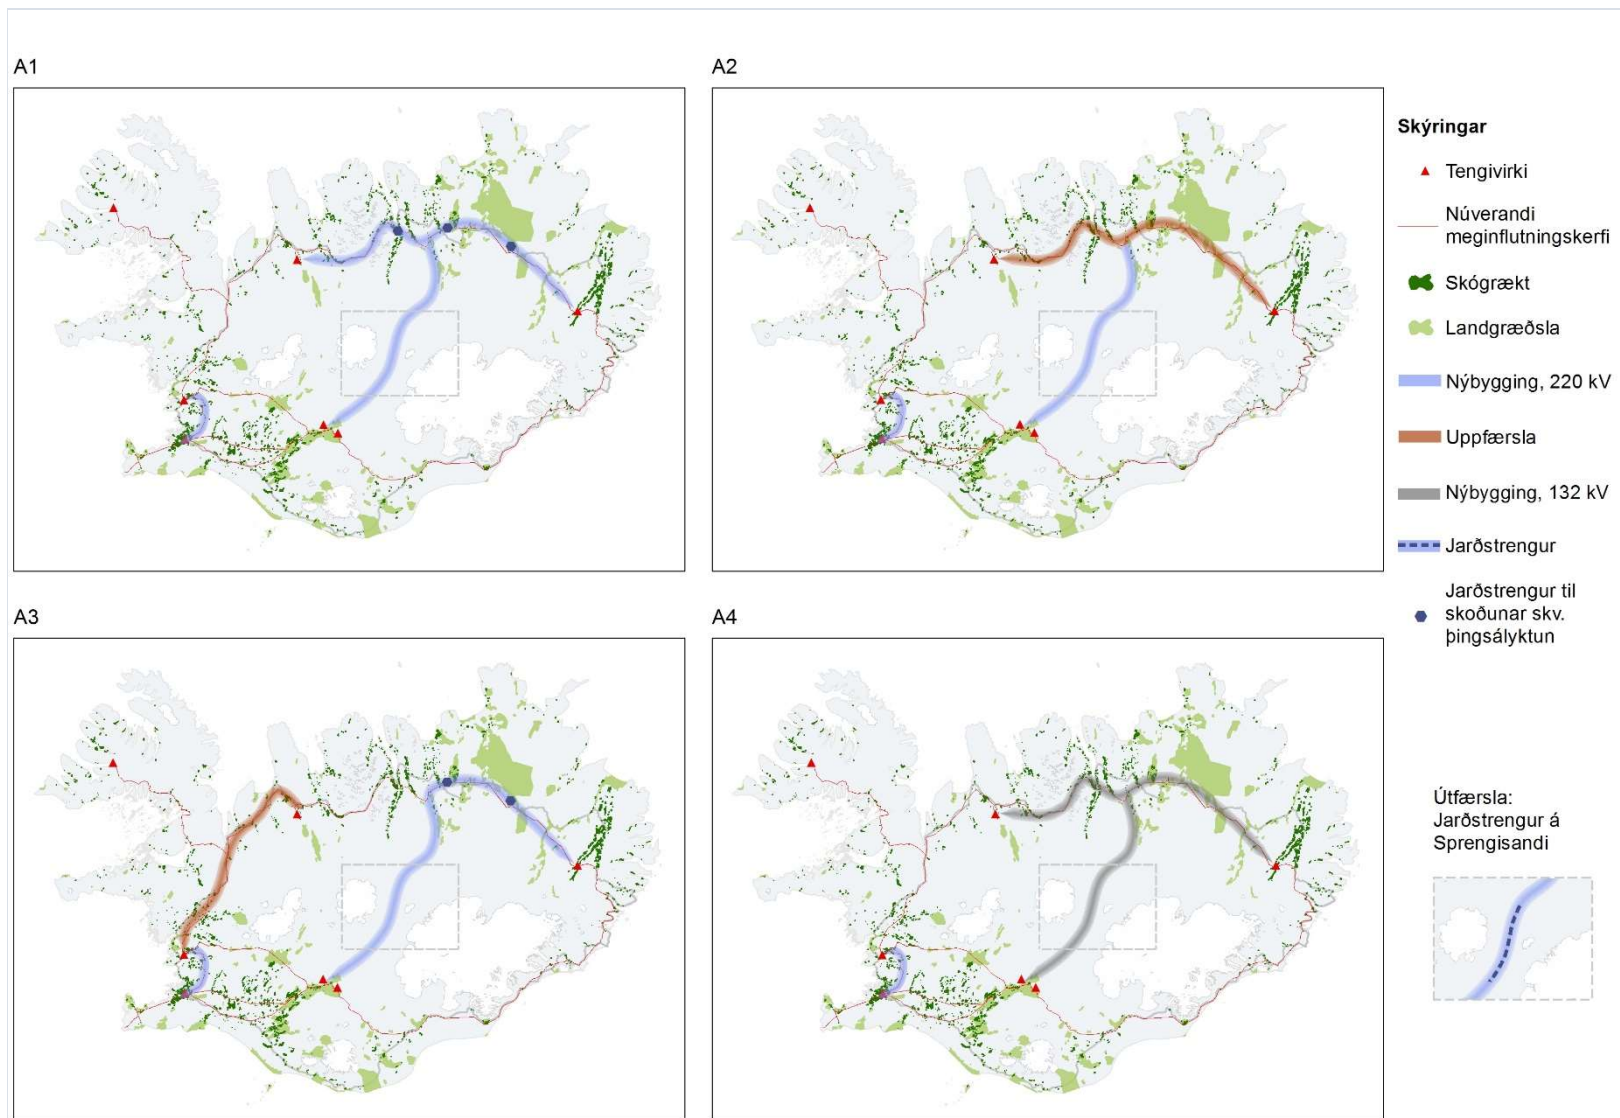 A1
A2
Skýringar
Tengivirki
Núverandi
meginflutningskerfi
Skógrækt
Landgræðsla
Nýbygging, 220 kV
Uppfærsla
Nýbygging, 132 kV
Jarðstrengur
Jarðstrengur til
skoðunar skv.
þingsályktun
A3
A4
Útfærsla:
Jarðstrengur á
Sprengisandi